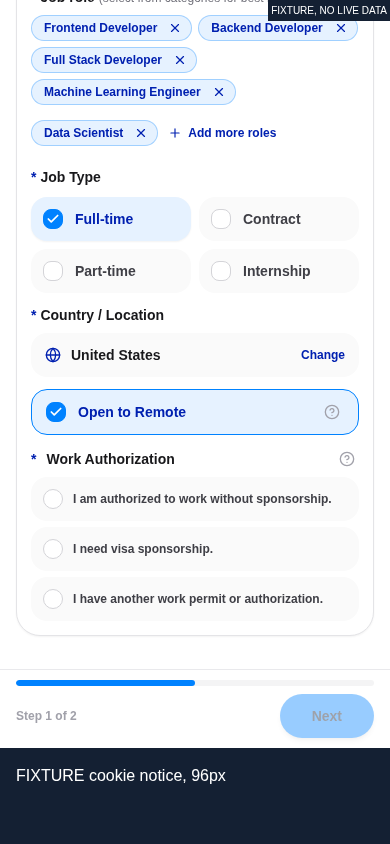 FIXTURE, NO LIVE DATA
Frontend Developer Backend Developer
Full Stack Developer
Machine Learning Engineer
Data Scientist Add more roles
* Job Type
Full-time Contract
Part-time Internship
* Country / Location
United States Change
Open to Remote
* Work Authorization
I am authorized to work without sponsorship.
I need visa sponsorship.
I have another work permit or authorization.
Step 1 of 2 Next
FIXTURE cookie notice, 96px